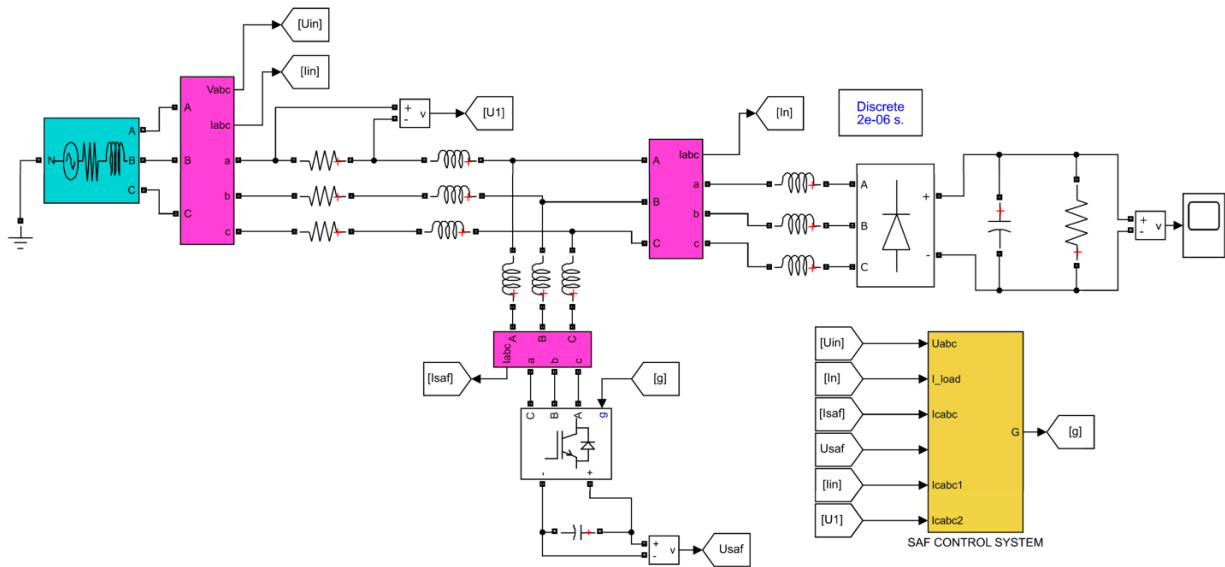 [Uin]
[Iin]
Vabc
Iabc
A
B
C
a
b
c
N
A
B
C
+
-
v
[U1]
[In]
Iabc
A
B
C
a
b
c
Discrete
2e-06 s.
A
B
C
+
-
+
-
v
Iabc
A
B
C
a
b
c
[Isaf]
[g]
C
B
A
g
-
+
+
-
v
Usaf
[Uin]
[In]
[Isaf]
Usaf
[Iin]
[U1]
Uabc
I_load
Icabc
Icabc1
Icabc2
G
[g]
SAF CONTROL SYSTEM